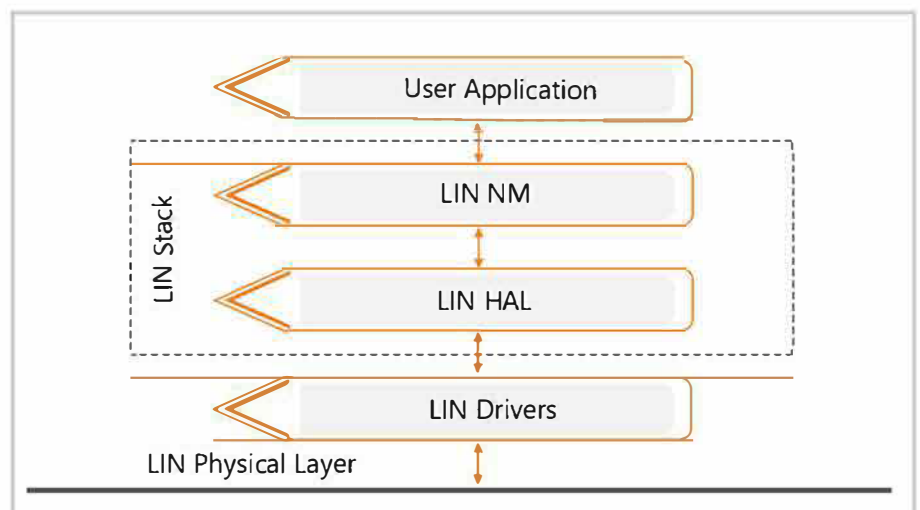 User Application
LIN Stack
LIN NM
LIN HAL
LIN Drivers
LIN Physical Layer